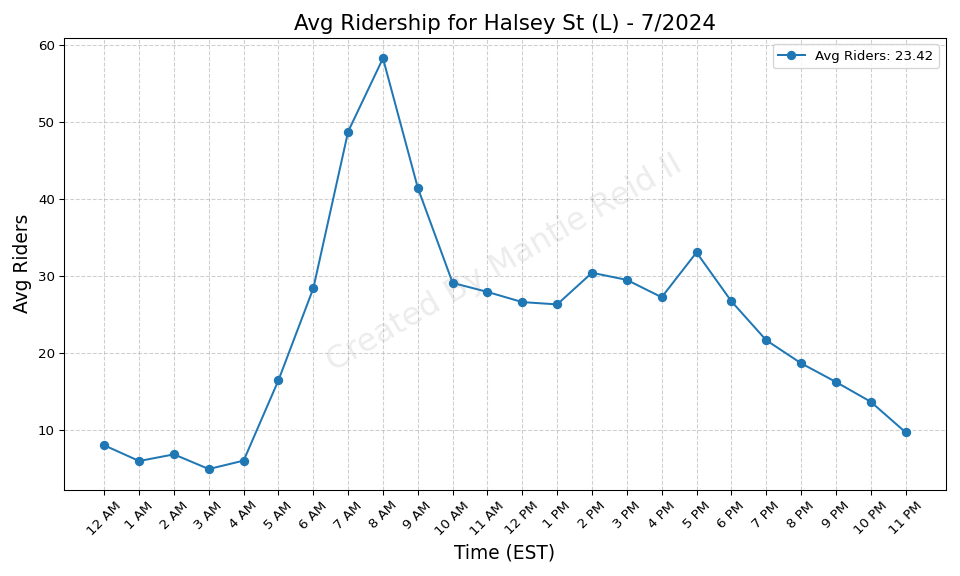 Avg Ridership for Halsey St (L) - 7/2024
Avg Riders: 23.42
60
50
40
30
20
10
Avg Riders
Created By Mantie Reid II
12 AM
1 AM
2 AM
3 AM
4 AM
5 AM
6 AM
7 AM
8 AM
9 AM
10 AM
11 AM
12 PM
1 PM
2 PM
3 PM
4 PM
5 PM
6 PM
7 PM
8 PM
9 PM
10 PM
11 PM
Time (EST)